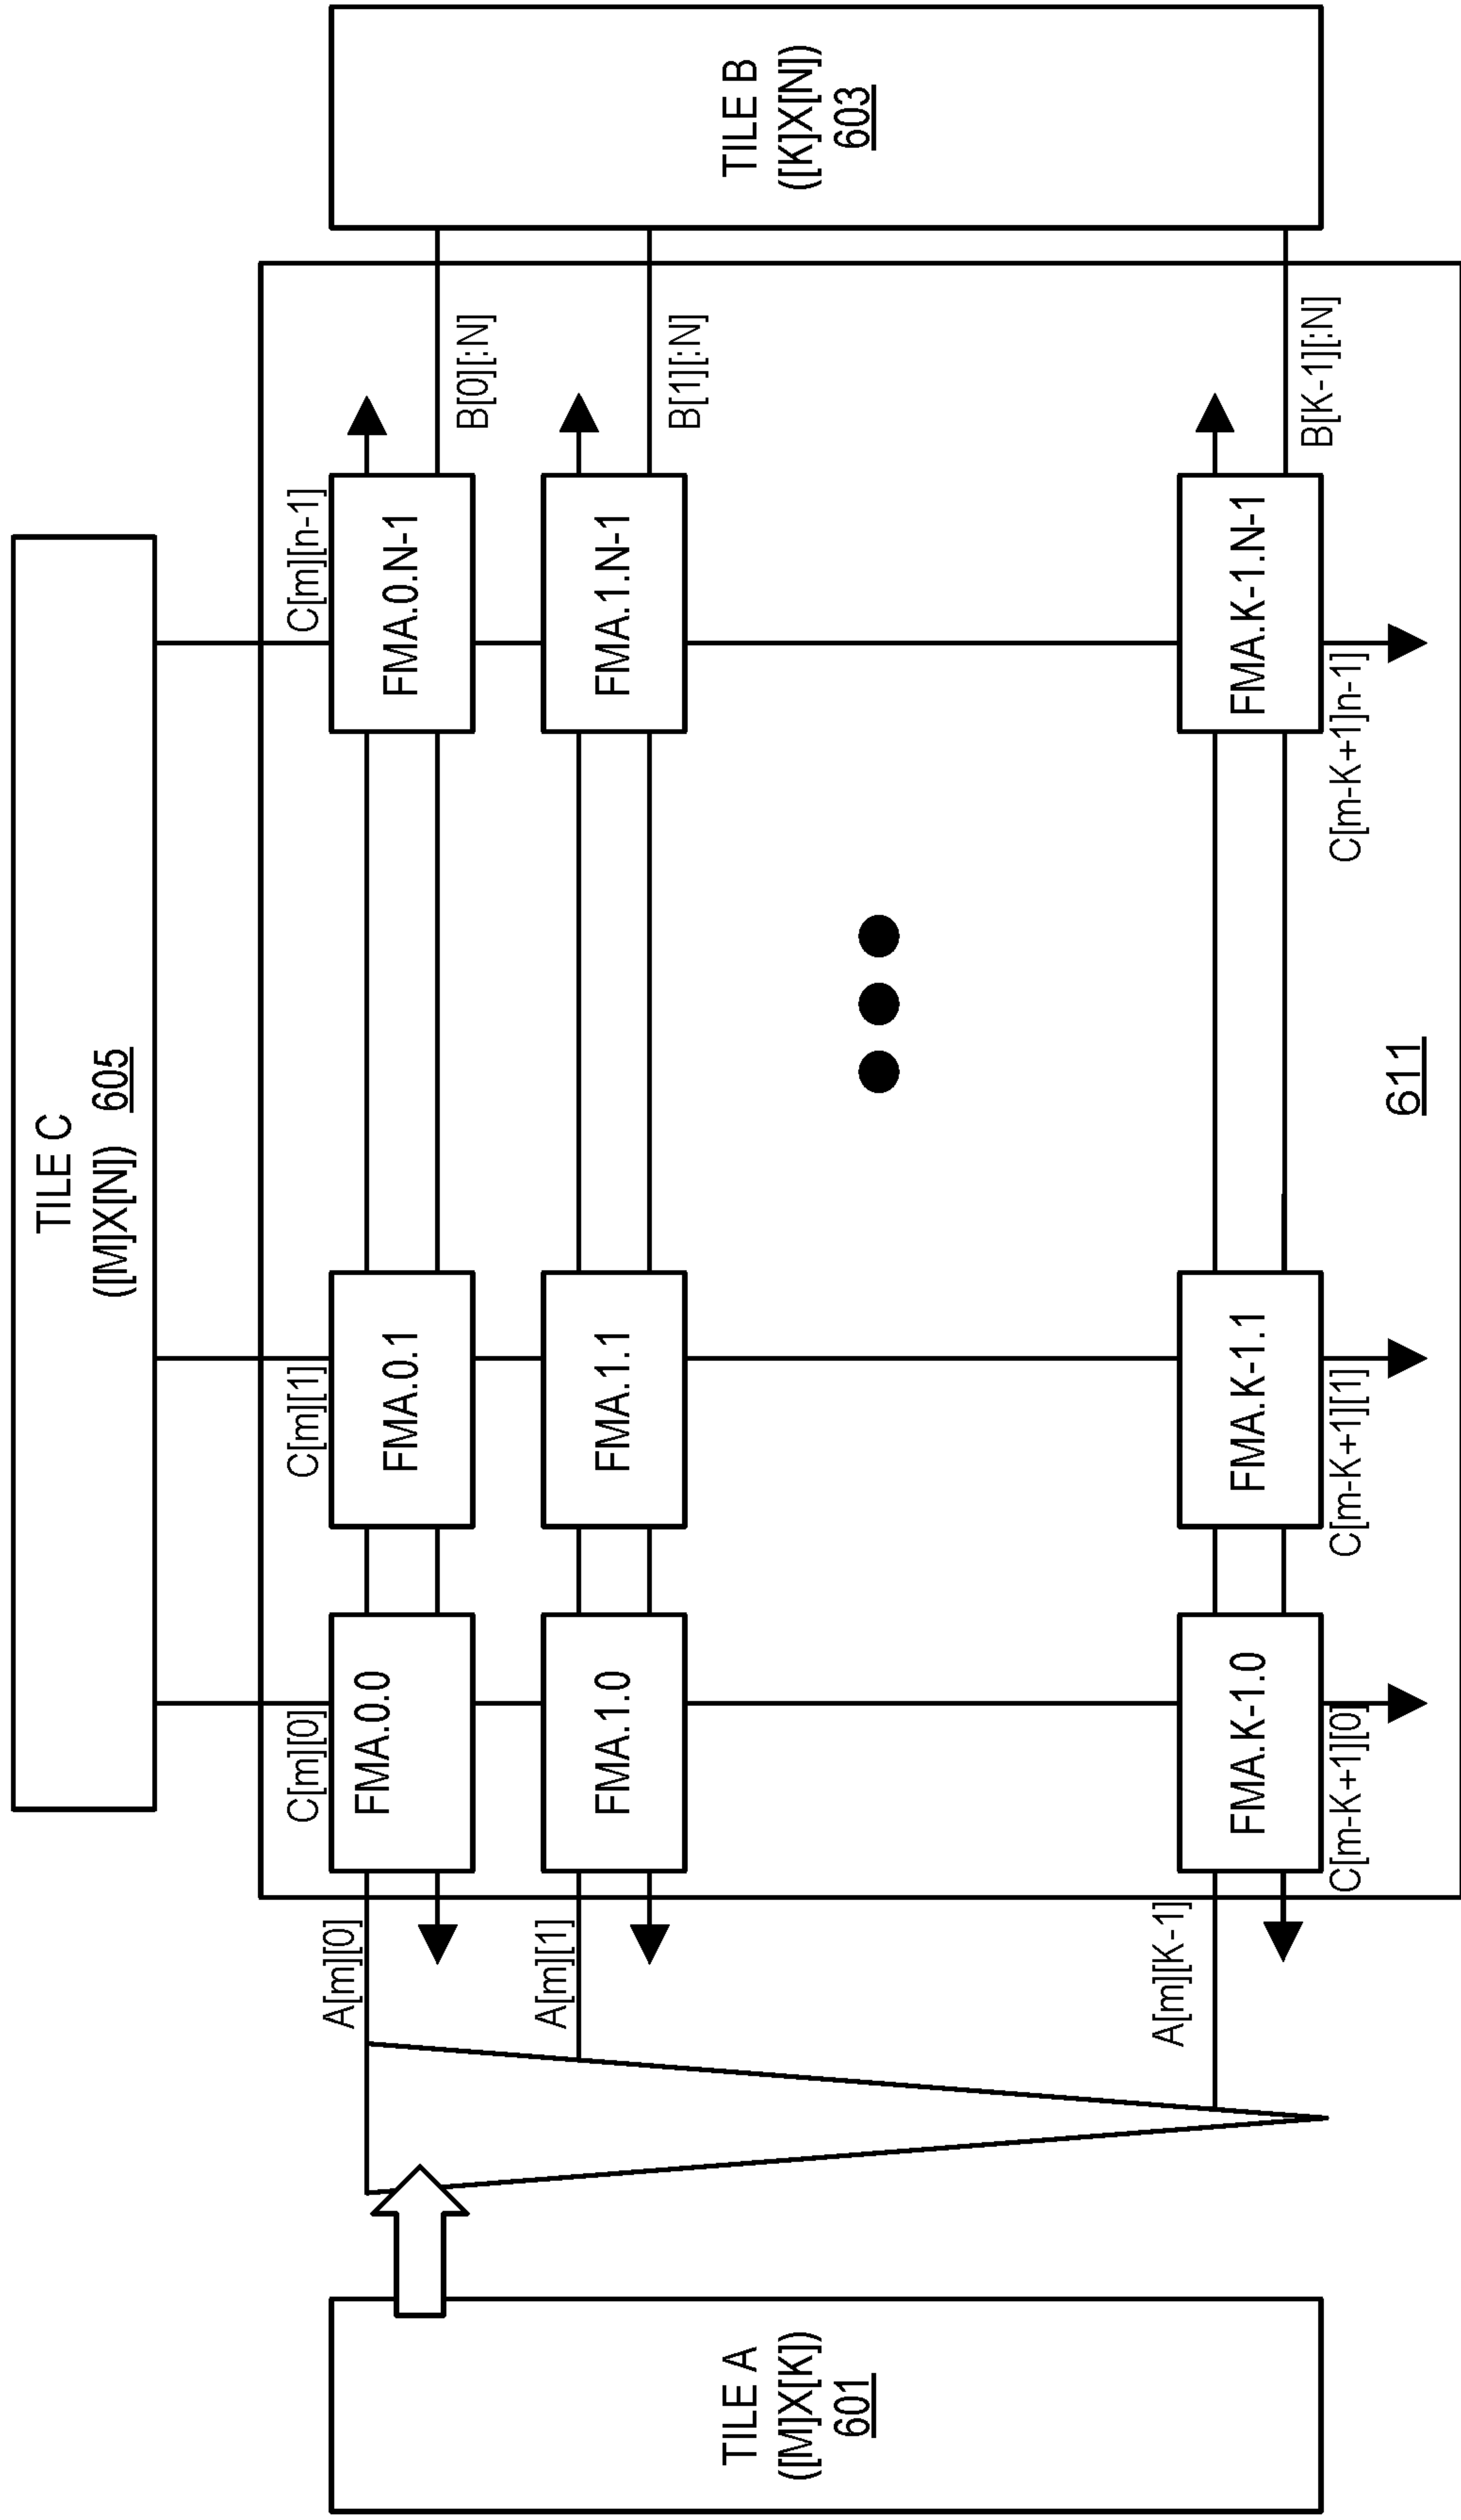 TILE C
([M]X[N]) 605
C[m][0]
C[m][1]
C[m][n-1]
A[m][0]
FMA.0.0
FMA.0.1
FMA.0.N-1
B[0][:N]
A[m][1]
FMA.1.0
FMA.1.1
FMA.1.N-1
B[1][:N]
TILE A
([M]X[K])
601
TILE B
([K]X[N])
603
A[m][K-1]
FMA.K-1.0
FMA.K-1.1
FMA.K-1.N-1
B[K-1][:N]
C[m-K+1][0]
C[m-K+1][1]
C[m-K+1]n-1]
611